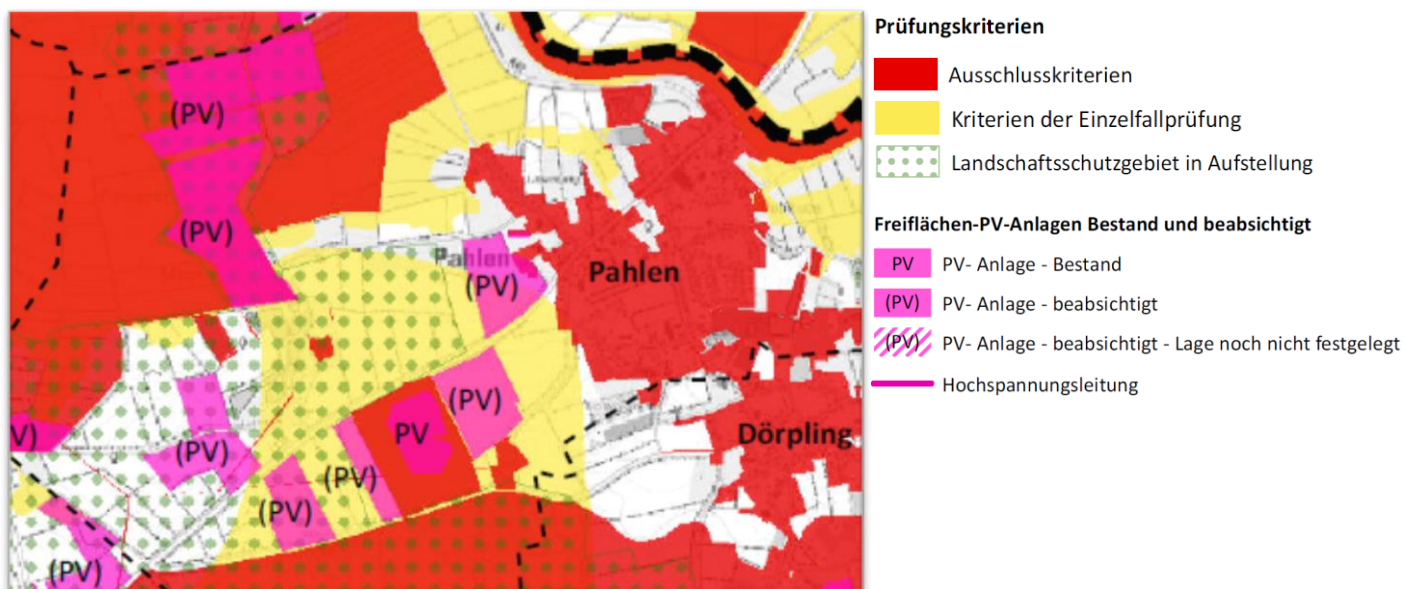 (PV)
(PV)
Pahlen
(PV)
Pahlen
(PV)
PV
Dörpling
V)
(PV)
(PV)
(PV)
(PV)
Prüfungskriterien
Ausschlusskriterien
Kriterien der Einzelfallprüfung
Landschaftsschutzgebiet in Aufstellung
Freiflächen-PV-Anlagen Bestand und beabsichtigt
PV PV- Anlage - Bestand
(PV) PV- Anlage - beabsichtigt
(PV) PV- Anlage - beabsichtigt - Lage noch nicht festgelegt
Hochspannungsleitung